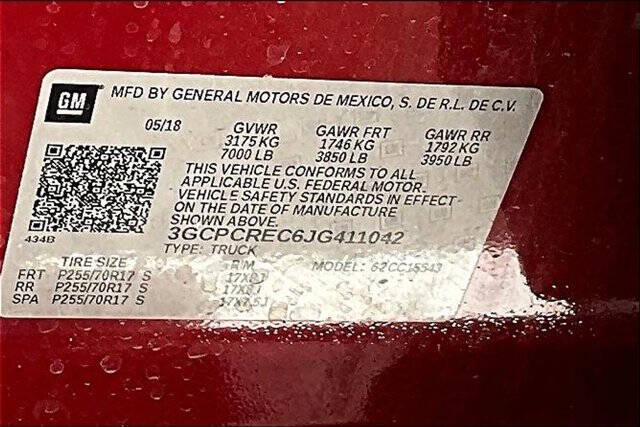 GM
MFD BY GENERAL MOTORS DE MEXICO, S. DE R.L. DE C.V.
05/18 GVWR GAWR FRT GAWR RR
3175 KG 1746 KG 1792 KG
7000 LB 3850 LB 3950 LB
THIS VEHICLE CONFORMS TO ALL
APPLICABLE U.S. FEDERAL MOTOR
VEHICLE SAFETY STANDARDS IN EFFECT
ON THE DATE OF MANUFACTURE
SHOWN ABOVE.
434B
3GCPCREC6JG411042
TYPE: TRUCK
TIRE SIZE RIM MODEL:
FRT P255/70R17 S 17X8J
RR P255/70R17 S 17X8J
SPA P255/70R17 S 17X7.5J